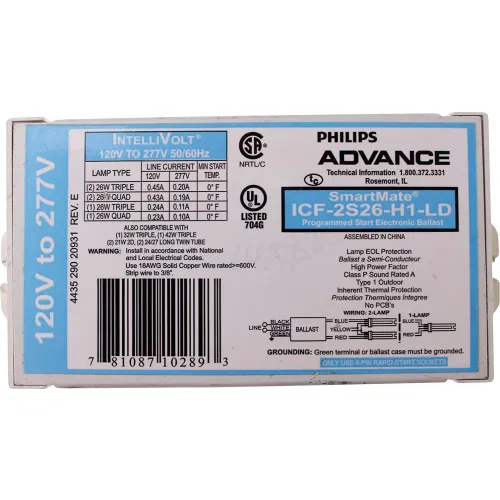 120V to 277V
4435 290 20931 REV. E
INTELLIVOLT®
120V TO 277V 50/60Hz
LAMP TYPE LINE CURRENT MIN START TEMP.
120V 277V
(2) 26W TRIPLE 0.45A 0.20A 0° F
(2) 26W QUAD 0.43A 0.19A 0° F
(1) 26W TRIPLE 0.24A 0.11A 0° F
(1) 26W QUAD 0.23A 0.10A 0° F
ALSO COMPATIBLE WITH
(1) 32W TRIPLE, (1) 42W TRIPLE
(2) 21W 2D, (2) 24/27 LONG TWIN TUBE
WARNING: Install in accordance with National
and Local Electrical Codes.
Use 18AWG Solid Copper Wire rated>=600V.
Strip wire to 3/8".
7 81087 10289 3
SA
NRTL/C
UL
LISTED
704G
PHILIPS
ADVANCE
Technical Information 1.800.372.3331
Rosemont, IL
SmartMate®
ICF-2S26-H1-LD
Programmed Start Electronic Ballast
ASSEMBLED IN CHINA
Lamp EOL Protection
Ballast a Semi-Conducteur
High Power Factor
Class P Sound Rated A
Type 1 Outdoor
Inherent Thermal Protection
Protection Thermiques Integree
No PCB's
WIRING: 2-LAMP 1-LAMP
LINE BLACK WHITE GREEN BALLAST BLUE YELLOW RED BLUE RED
GROUNDING: Green terminal or ballast case must be grounded.
ONLY USE 4-PIN RAPID-START SOCKETS